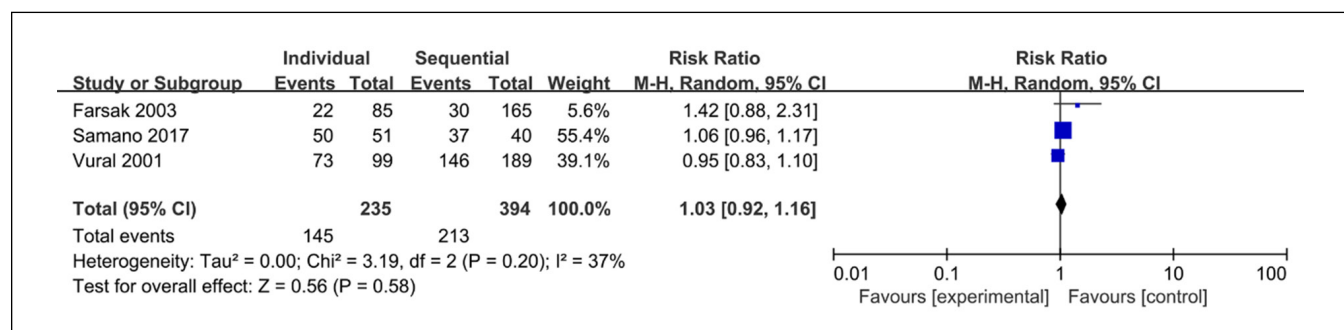 Individual Sequential Risk Ratio Risk Ratio
Study or Subgroup Events Total Events Total Weight M-H, Random, 95% CI M-H, Random, 95% CI
Farsak 2003 22 85 30 165 5.6% 1.42 [0.88, 2.31]
Samano 2017 50 51 37 40 55.4% 1.06 [0.96, 1.17]
Vural 2001 73 99 146 189 39.1% 0.95 [0.83, 1.10]
Total (95% CI) 235 394 100.0% 1.03 [0.92, 1.16]
Total events 145 213
Heterogeneity: Tau² = 0.00; Chi² = 3.19, df = 2 (P = 0.20); I² = 37%
Test for overall effect: Z = 0.56 (P = 0.58)
0.01 0.1 1 10 100
Favours [experimental] Favours [control]